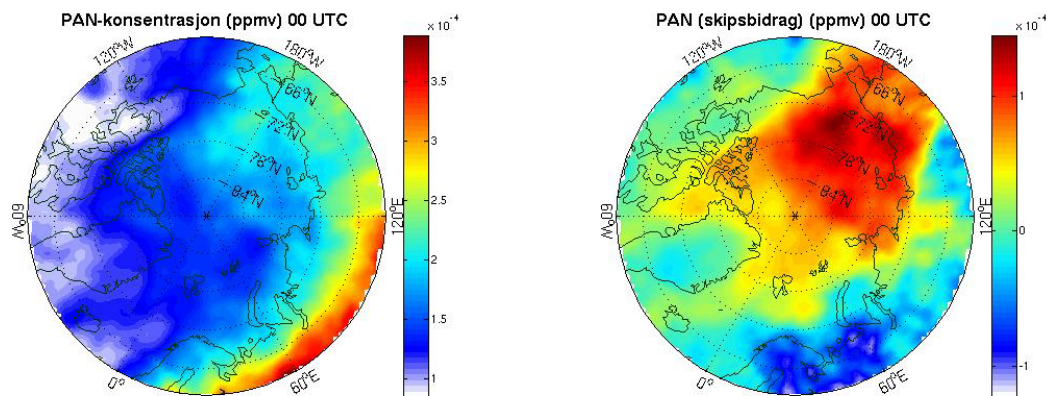 PAN-konsentrasjon (ppmv) 00 UTC
× 10⁻⁴
120°W
180°W
66°N
72°N
78°N
84°N
60°W
120°E
0°
60°E
3.5
3
2.5
2
1.5
1
PAN (skipsbidrag) (ppmv) 00 UTC
× 10⁻⁴
120°W
180°W
66°N
72°N
78°N
84°N
60°W
120°E
0°
60°E
1
0
-1